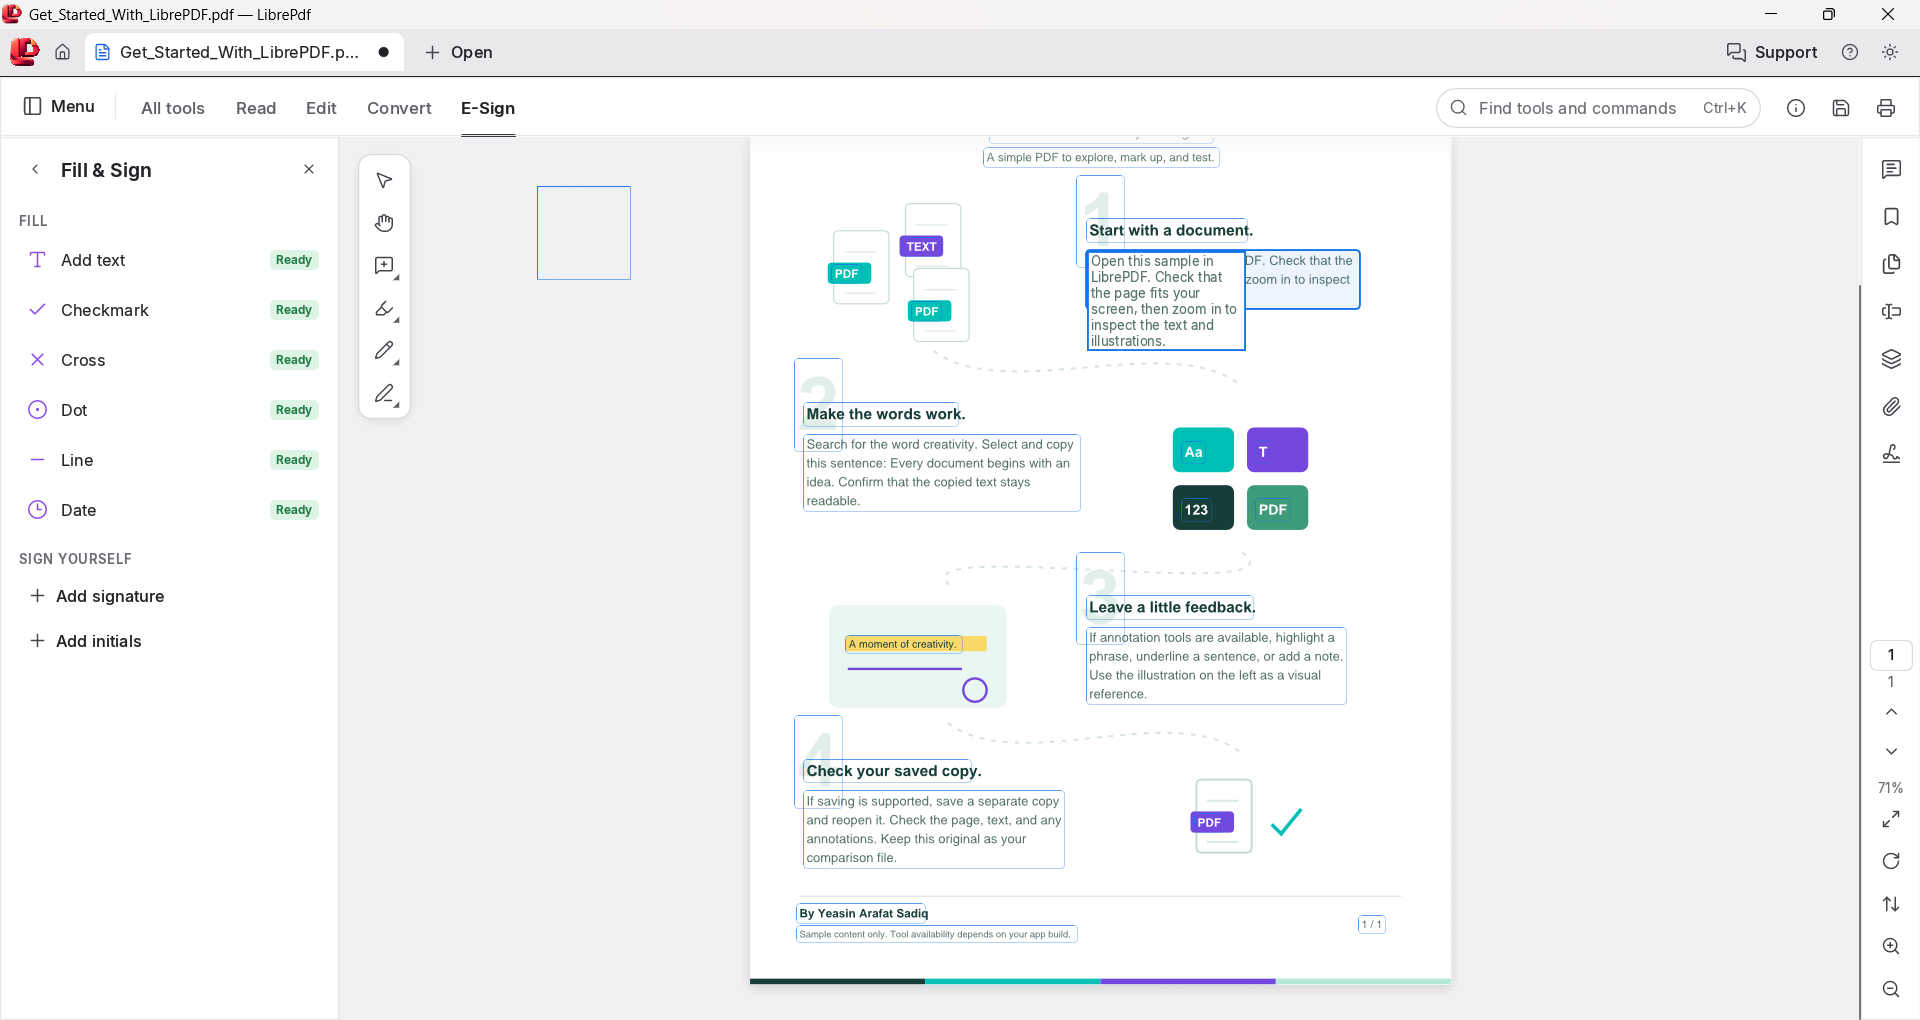 Get_Started_With_LibrePDF.pdf — LibrePdf
Get_Started_With_LibrePDF.p...
Open
Support
Menu
All tools
Read
Edit
Convert
E-Sign
Find tools and commands
Ctrl+K
Fill & Sign
FILL
Add text
Ready
Checkmark
Ready
Cross
Ready
Dot
Ready
Line
Ready
Date
Ready
SIGN YOURSELF
Add signature
Add initials
A simple PDF to explore, mark up, and test.
TEXT
PDF
PDF
1
Start with a document.
Open this sample in
LibrePDF. Check that
the page fits your
screen, then zoom in to
inspect the text and
illustrations.
DF. Check that the
zoom in to inspect
2
Make the words work.
Search for the word creativity. Select and copy
this sentence: Every document begins with an
idea. Confirm that the copied text stays
readable.
Aa
T
123
PDF
A moment of creativity.
3
Leave a little feedback.
If annotation tools are available, highlight a
phrase, underline a sentence, or add a note.
Use the illustration on the left as a visual
reference.
4
Check your saved copy.
If saving is supported, save a separate copy
and reopen it. Check the page, text, and any
annotations. Keep this original as your
comparison file.
PDF
By Yeasin Arafat Sadiq
Sample content only. Tool availability depends on your app build.
1 / 1
1
1
71%